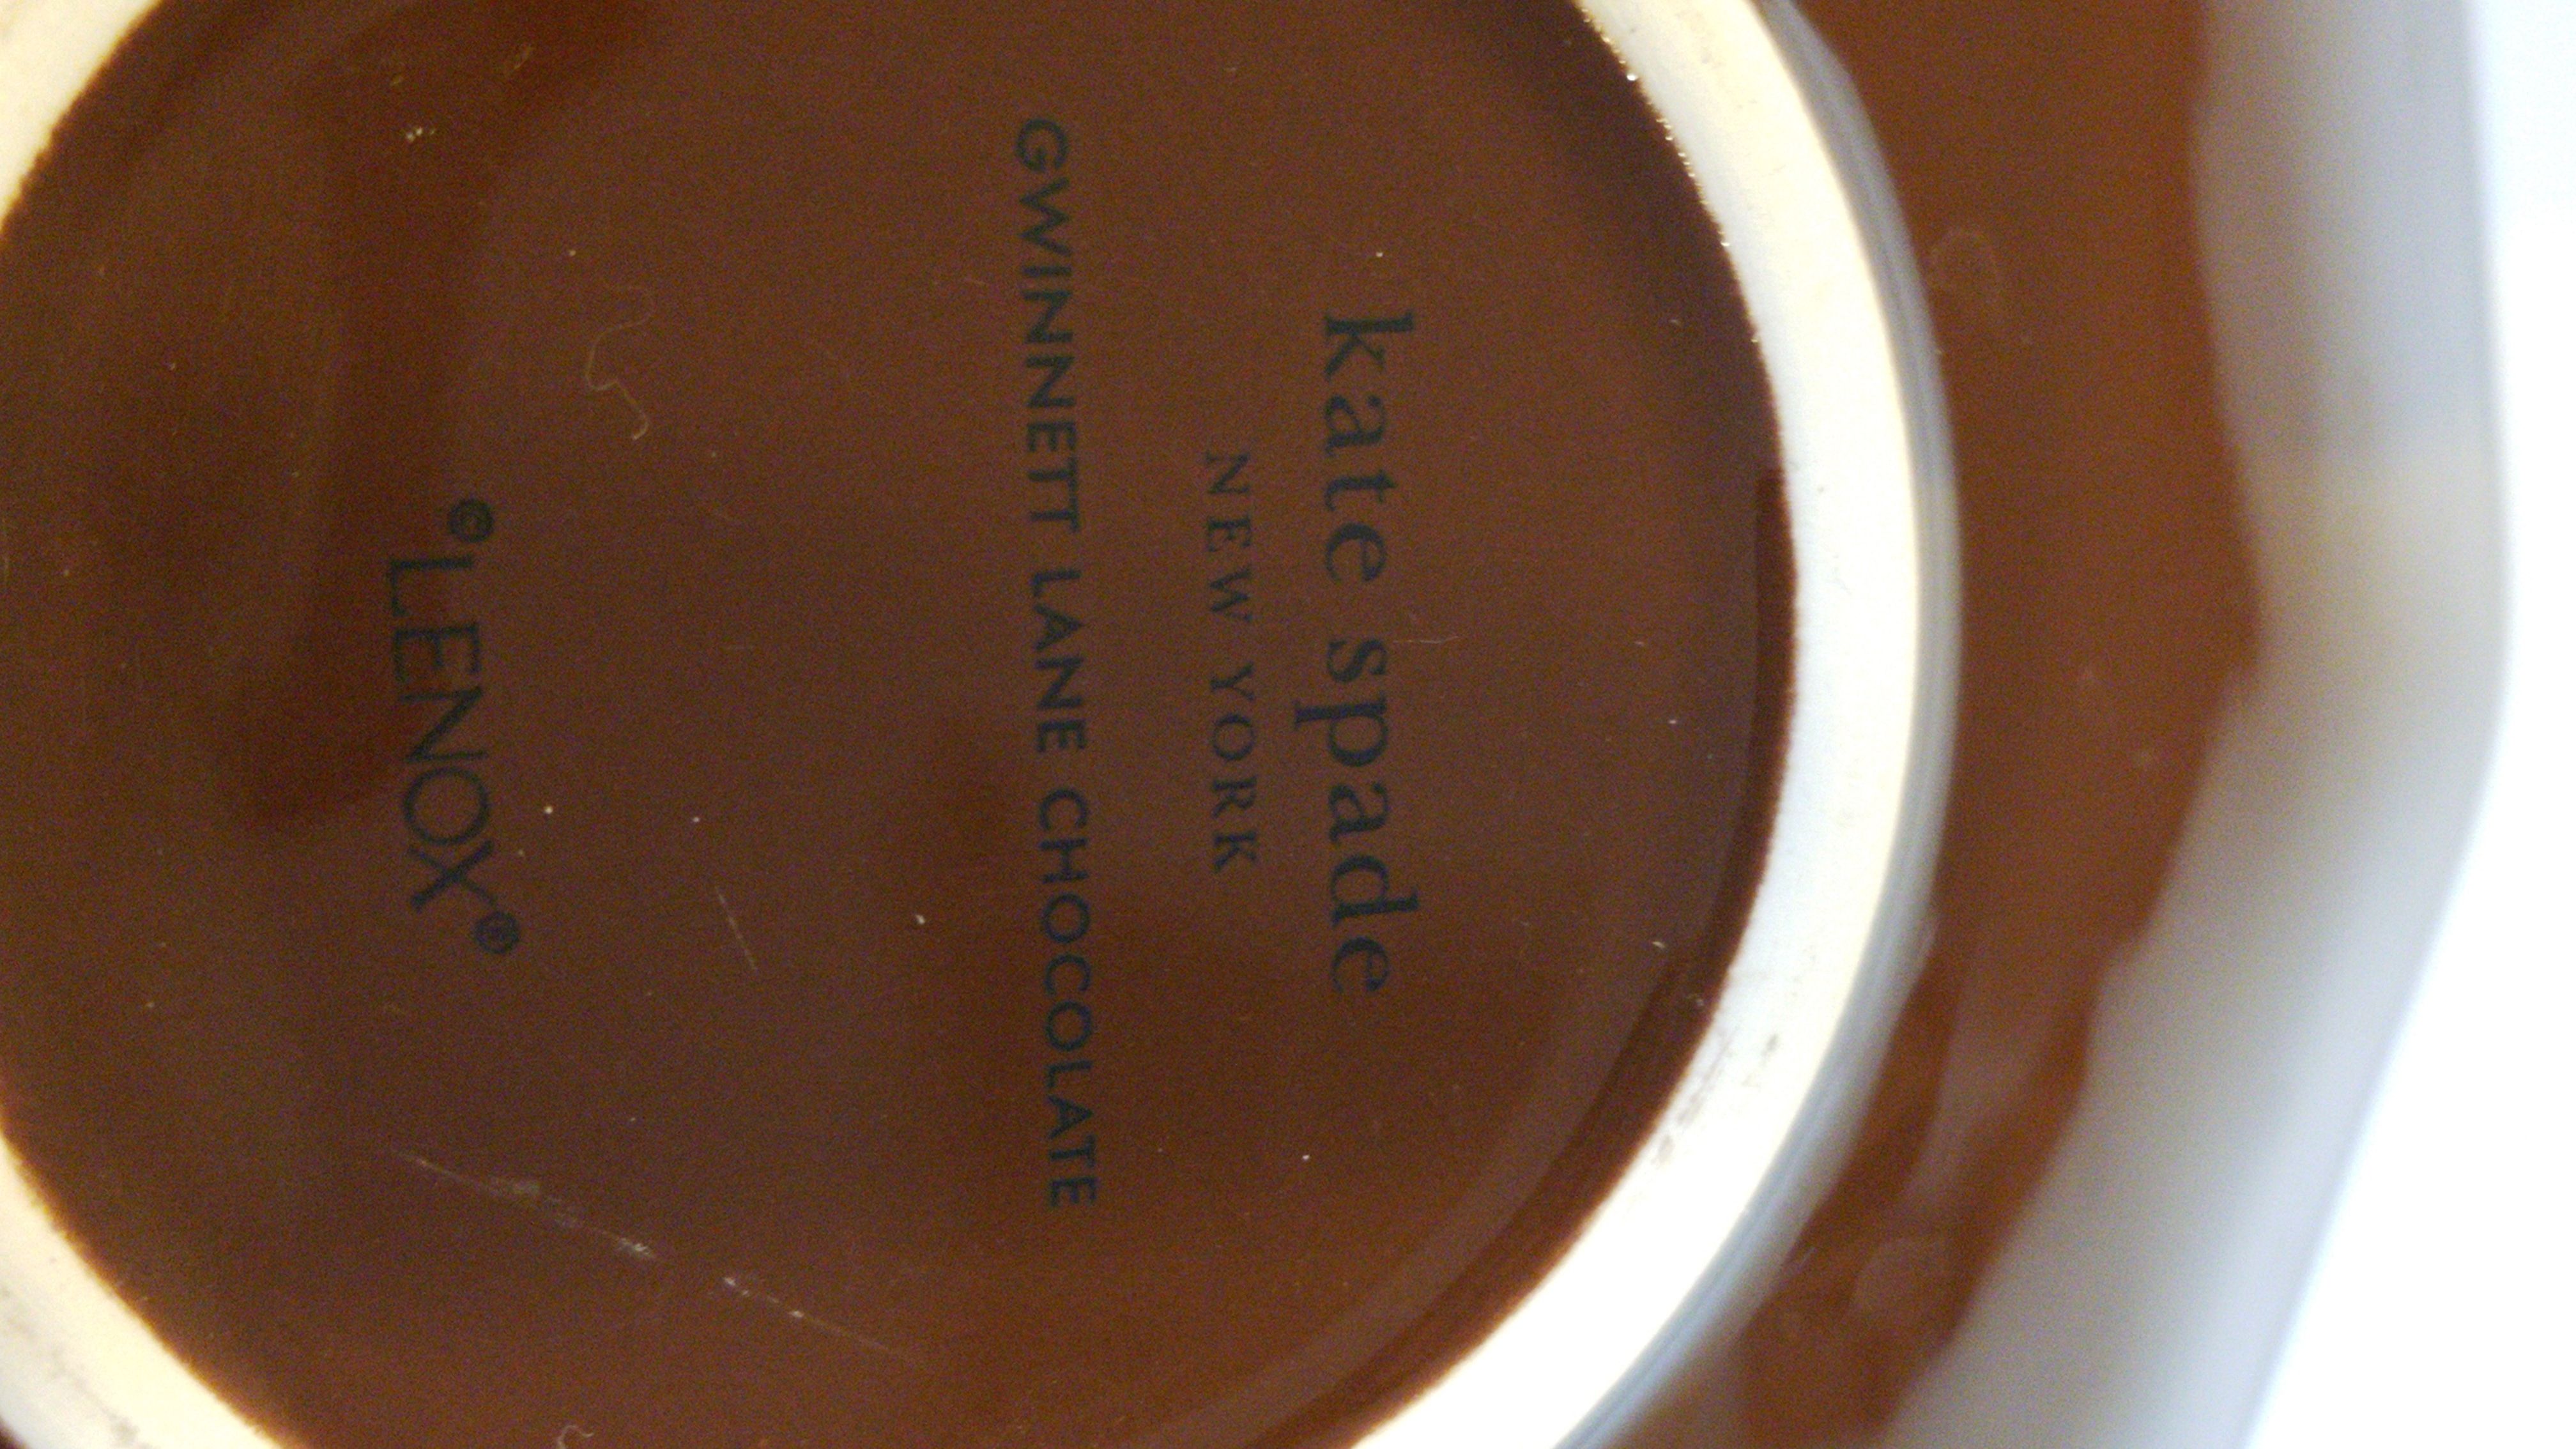 kate spade
NEW YORK
GWINNETT LANE CHOCOLATE
©LENOX®